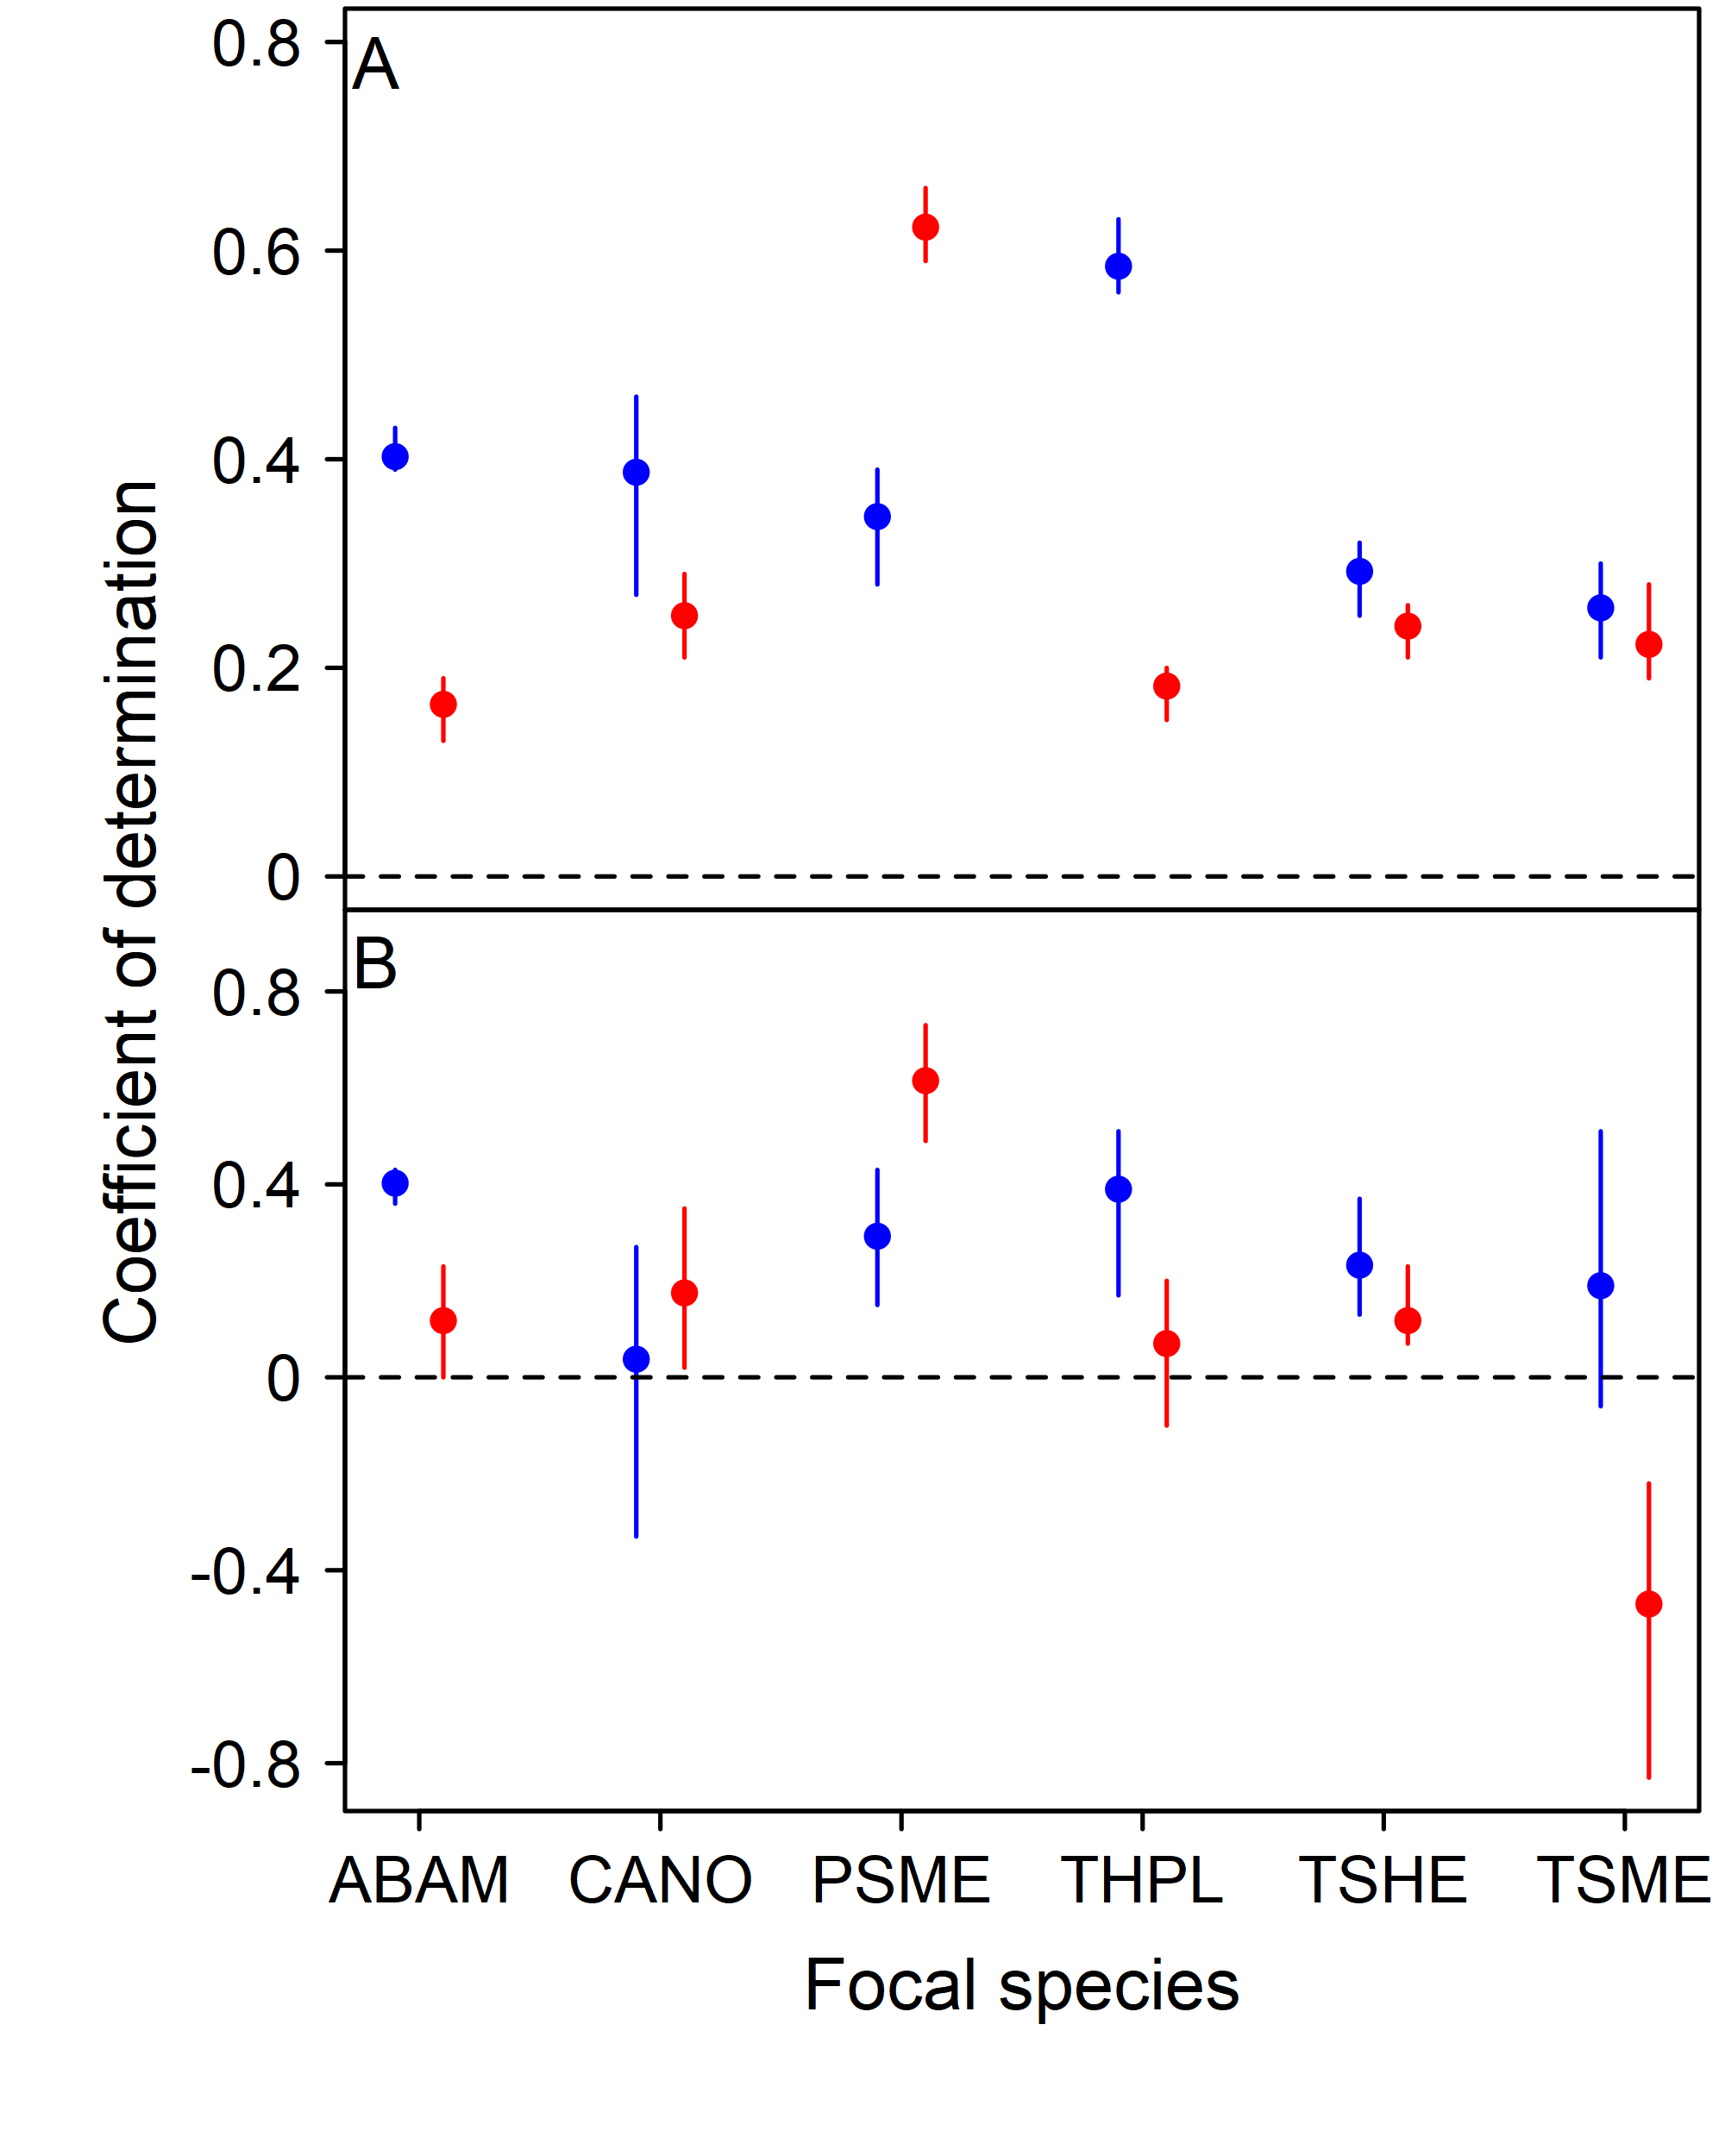 Coefficient of determination
A
0.8
0.6
0.4
0.2
0
B
0.8
0.4
0
-0.4
-0.8
ABAM CANO PSME THPL TSHE TSME
Focal species